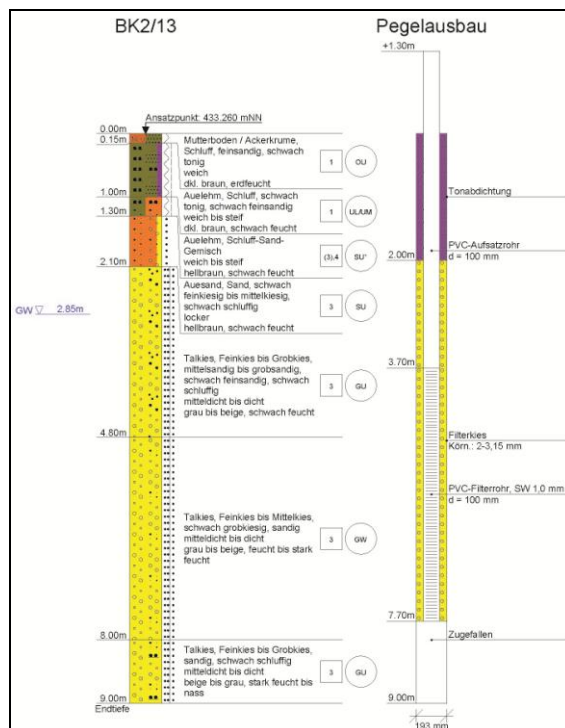 BK2/13
Pegelausbau
+1.30m
Ansatzpunkt: 433.260 mNN
0.00m
0.15m
Mutterboden / Ackerkrume,
Schluff, feinsandig, schwach
tonig
weich
dkl. braun, erdfeucht
1 OU
1.00m
Auelehm, Schluff, schwach
tonig, schwach feinsandig
weich bis steif
dkl. braun, schwach feucht
1 UL/UM
1.30m
Auelehm, Schluff-Sand-
Gemisch
weich bis steif
hellbraun, schwach feucht
(3),4 SU*
2.10m
Auesand, Sand, schwach
feinkiesig bis mittelkiesig,
schwach schluffig
locker
hellbraun, schwach feucht
3 SU
GW 2.85m
Talkies, Feinkies bis Grobkies,
mittelsandig bis grobsandig,
schwach feinsandig, schwach
schluffig
mitteldicht bis dicht
grau bis beige, schwach feucht
3 GU
4.80m
Talkies, Feinkies bis Mittelkies,
schwach grobkiesig, sandig
mitteldicht bis dicht
grau bis beige, feucht bis stark
feucht
3 GW
8.00m
Talkies, Feinkies bis Grobkies,
sandig, schwach schluffig
mitteldicht bis dicht
beige bis grau, stark feucht bis
nass
3 GU
9.00m
Endtiefe
Tonabdichtung
2.00m
PVC-Aufsatzrohr
d = 100 mm
3.70m
Filterkies
Körn.: 2-3,15 mm
PVC-Filterrohr, SW 1,0 mm
d = 100 mm
7.70m
Zugefallen
9.00m
193 mm